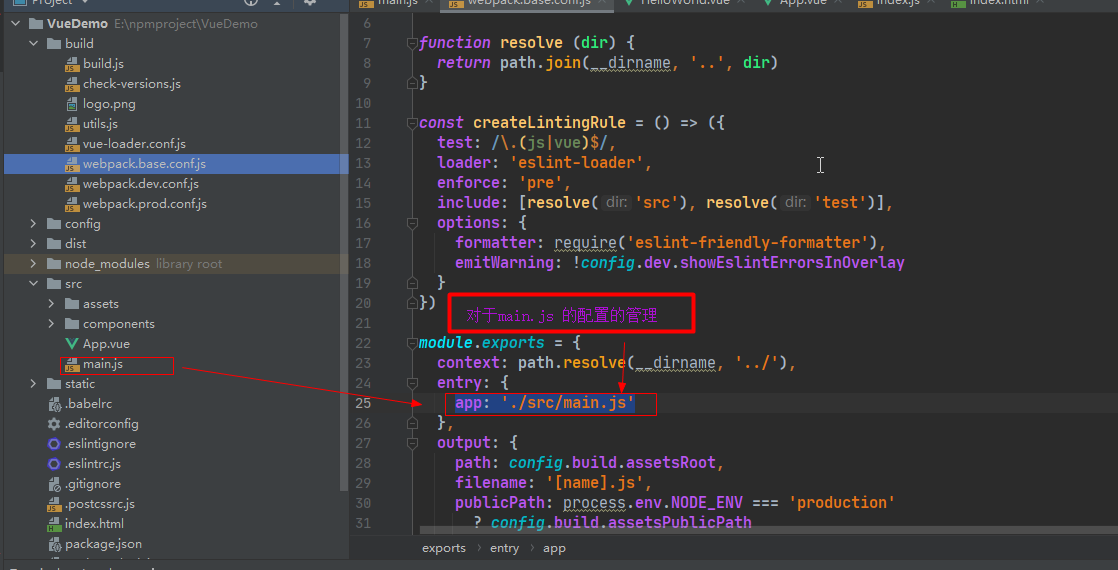 Project
main.js
webpack.base.conf.js
HelloWorld.vue
App.vue
index.js
index.html
VueDemo E:\npmproject\VueDemo
build
build.js
check-versions.js
logo.png
utils.js
vue-loader.conf.js
webpack.base.conf.js
webpack.dev.conf.js
webpack.prod.conf.js
config
dist
node_modules library root
src
assets
components
App.vue
main.js
static
.babelrc
.editorconfig
.eslintignore
.eslintrc.js
.gitignore
.postcssrc.js
index.html
package.json
6
7 function resolve (dir) {
8 return path.join(__dirname, '..', dir)
9 }
10
11 const createLintingRule = () => ({
12 test: /\.(js|vue)$/,
13 loader: 'eslint-loader',
14 enforce: 'pre',
15 include: [resolve( dir: 'src'), resolve( dir: 'test')],
16 options: {
17 formatter: require('eslint-friendly-formatter'),
18 emitWarning: !config.dev.showEslintErrorsInOverlay
19 }
20 })
对于main.js 的配置的管理
21
22 module.exports = {
23 context: path.resolve(__dirname, '../'),
24 entry: {
25 app: './src/main.js'
26 },
27 output: {
28 path: config.build.assetsRoot,
29 filename: '[name].js',
30 publicPath: process.env.NODE_ENV === 'production'
31 ? config.build.assetsPublicPath
exports › entry › app